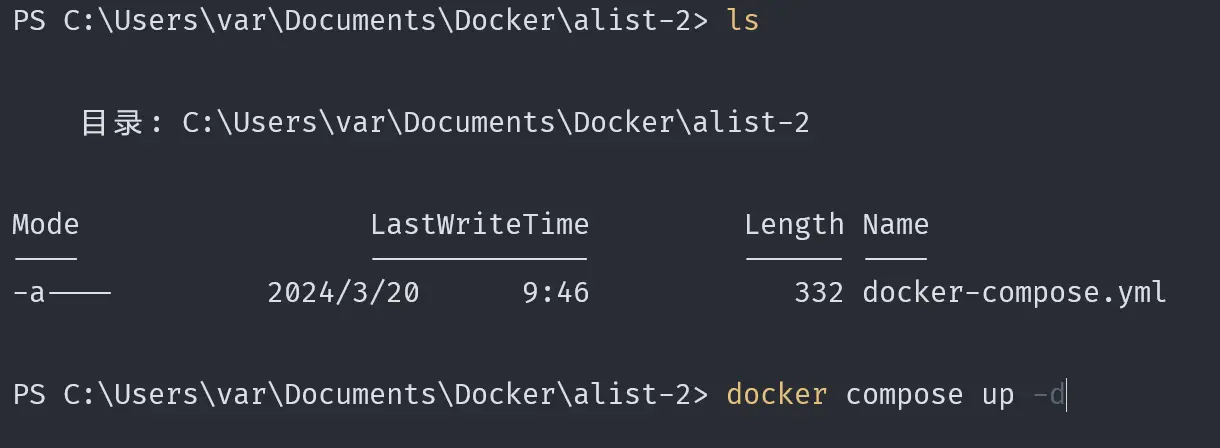 PS C:\Users\var\Documents\Docker\alist-2> ls
目录: C:\Users\var\Documents\Docker\alist-2
Mode LastWriteTime Length Name
---- ------------- ------ ----
-a---- 2024/3/20 9:46 332 docker-compose.yml
PS C:\Users\var\Documents\Docker\alist-2> docker compose up -d